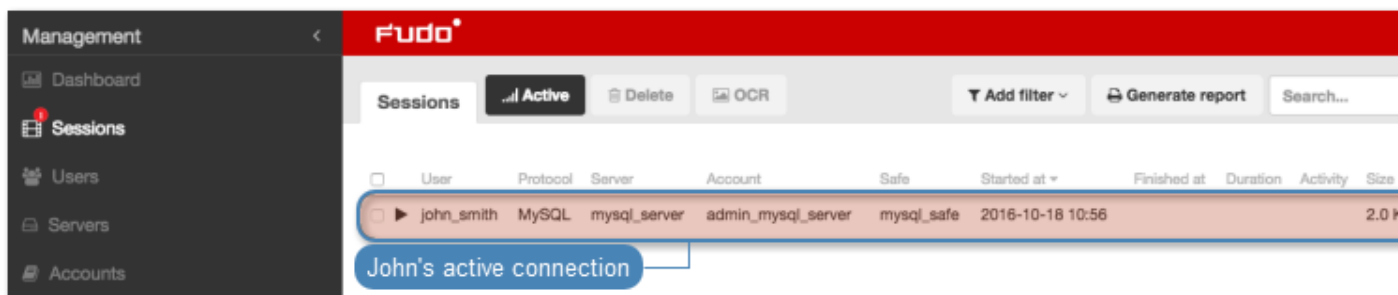 Management
Fudo
Dashboard
Sessions Active Delete OCR Add filter Generate report Search...
Sessions
Users
User Protocol Server Account Safe Started at Finished at Duration Activity Size
john_smith MySQL mysql_server admin_mysql_server mysql_safe 2016-10-18 10:56 2.0
Servers
John's active connection
Accounts